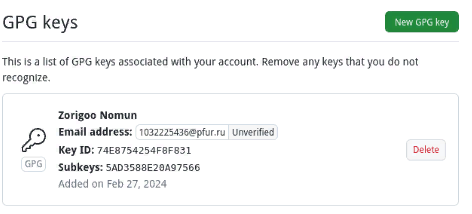 GPG keys
New GPG key
This is a list of GPG keys associated with your account. Remove any keys that you do not
recognize.
Zorigoo Nomun
Email address: 1032225436@pfur.ru Unverified
Key ID: 74E8754254F8F831
Subkeys: 5AD3588E20A97566
Added on Feb 27, 2024
GPG
Delete